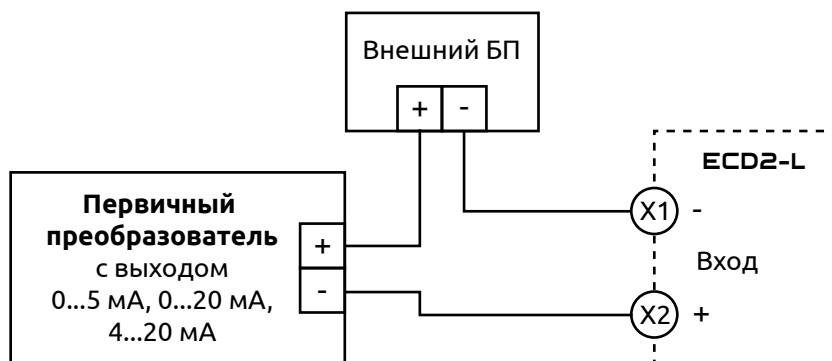 Внешний БП
+ -
ECD2-L
X1 -
Первичный
преобразователь
с выходом
0...5 мА, 0...20 мА,
4...20 мА
+
-
Вход
X2 +